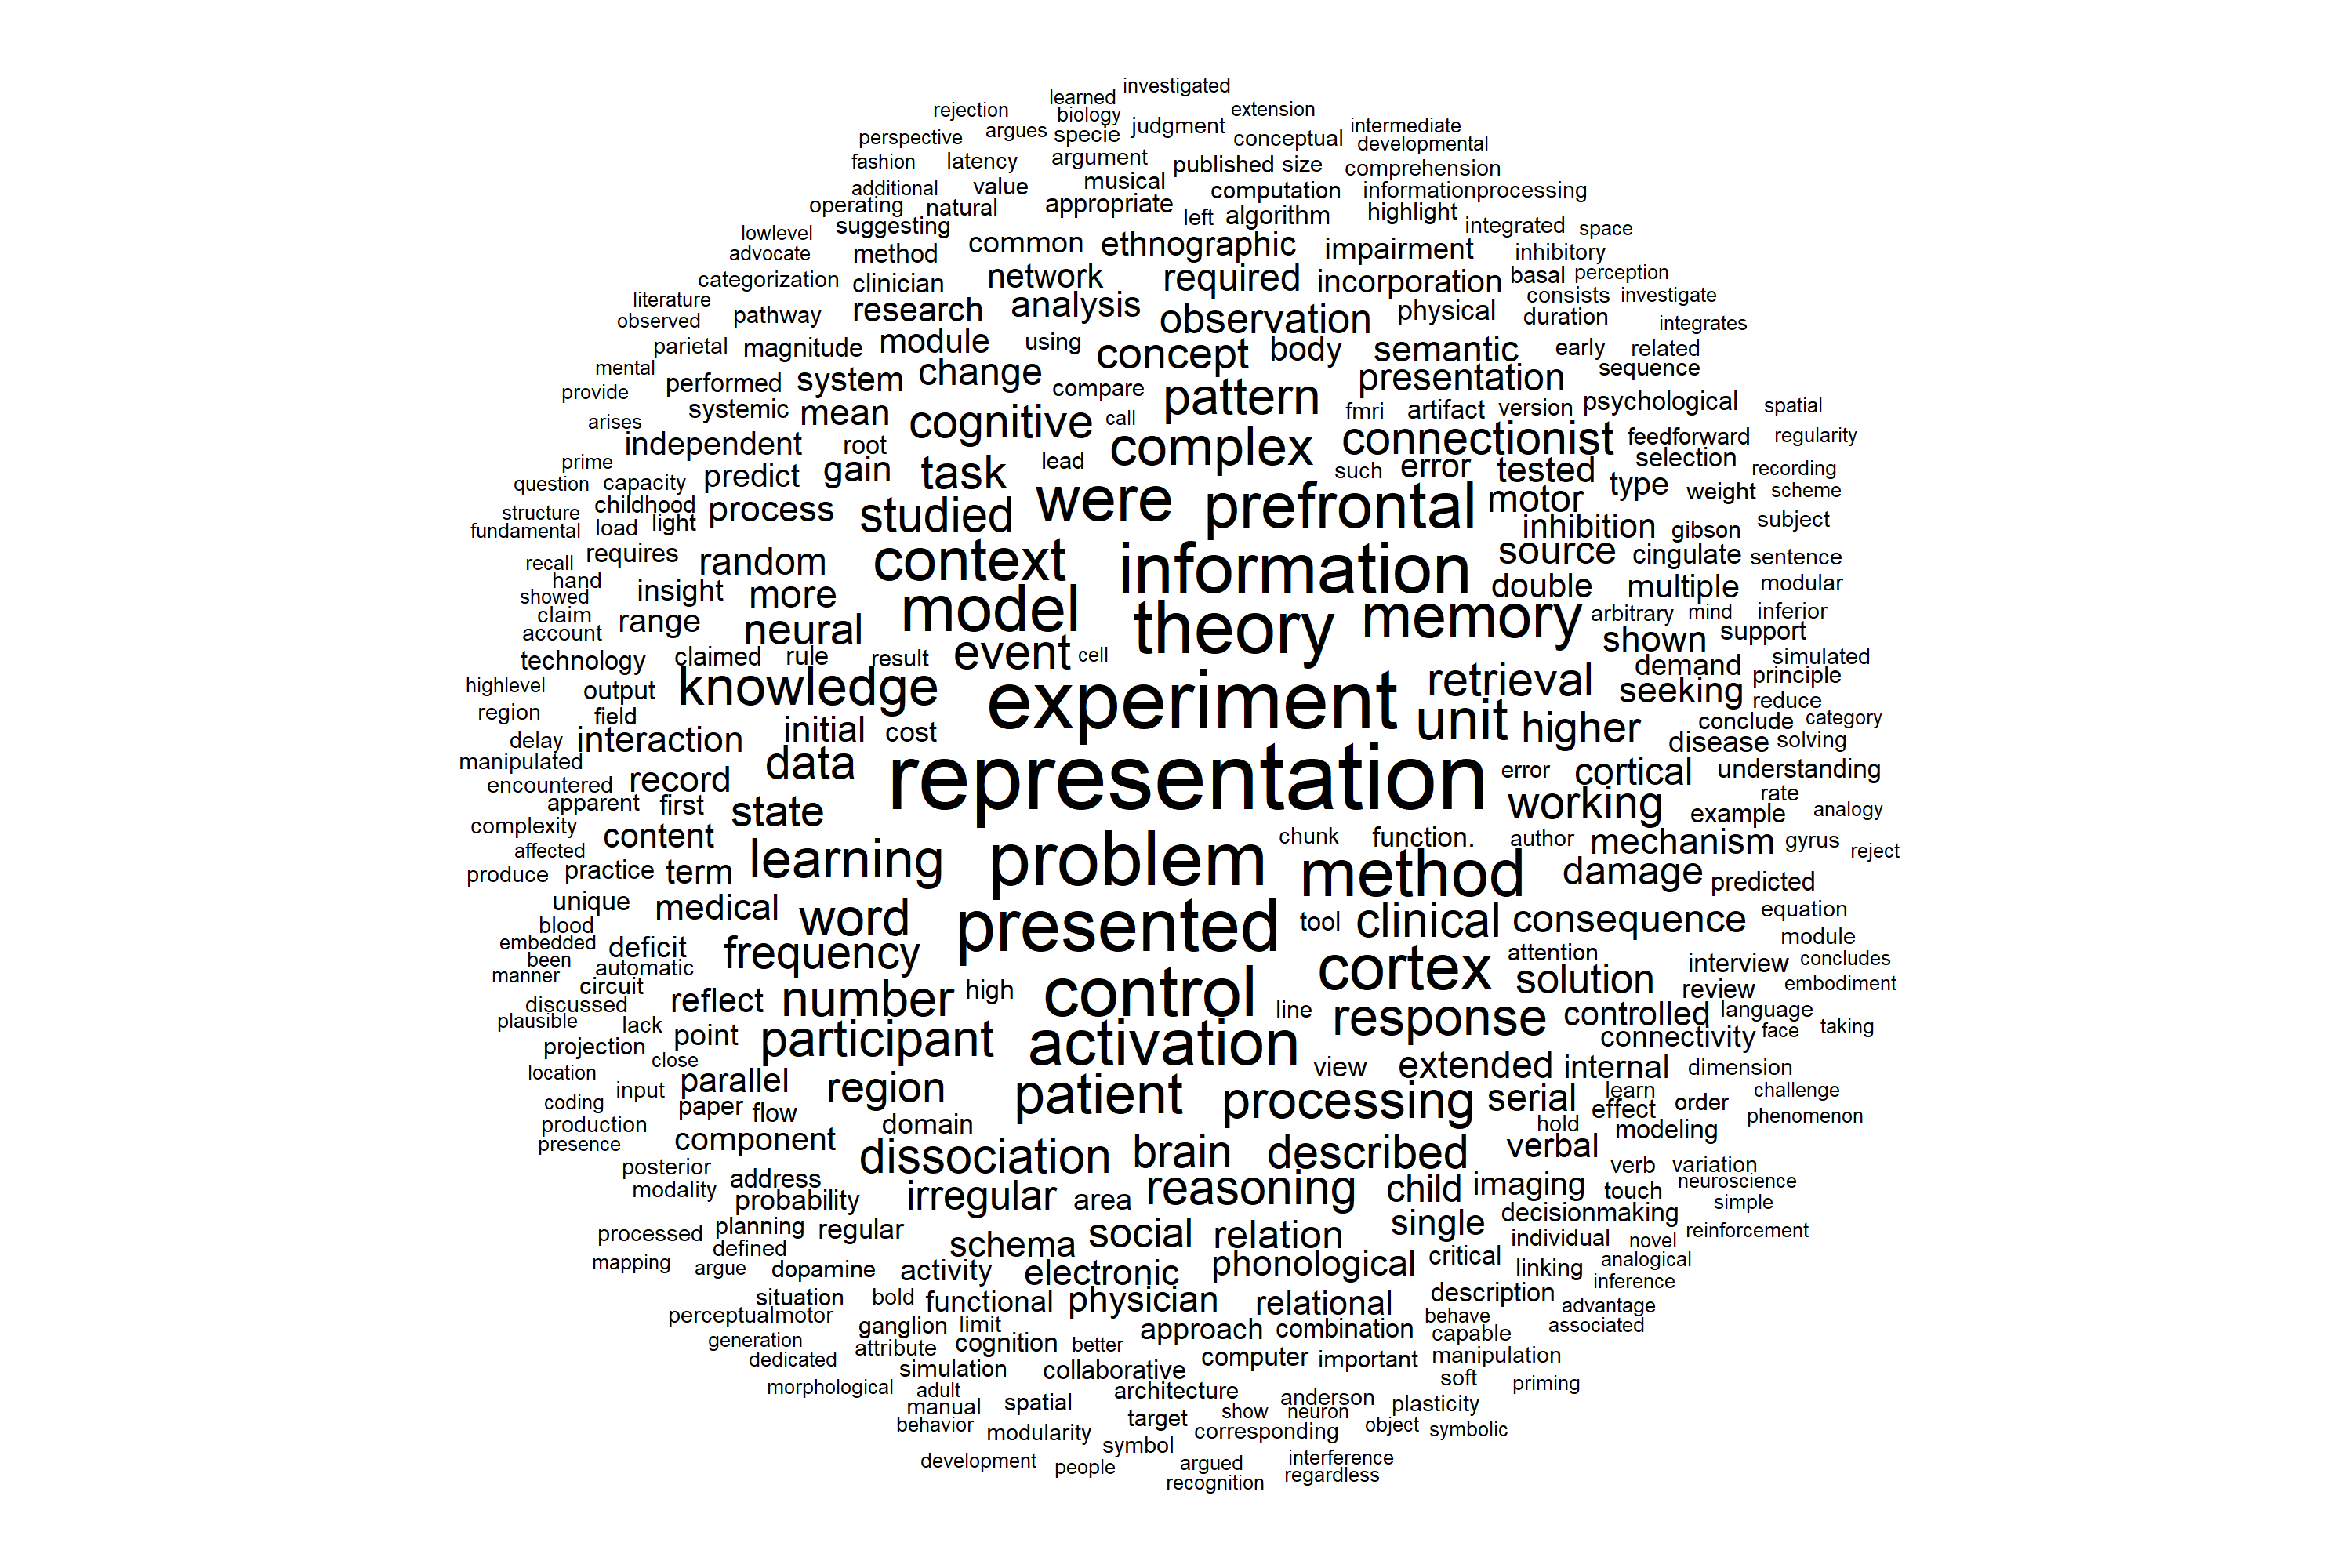 investigated
learned
rejection biology extension
perspective argues specie judgment conceptual intermediate
developmental
fashion latency argument published size comprehension
additional value musical computation informationprocessing
operating natural appropriate left algorithm highlight
lowlevel suggesting integrated space
advocate method common ethnographic impairment inhibitory
categorization clinician network required incorporation basal perception
literature research analysis observation physical consists investigate
observed pathway duration integrates
parietal magnitude module using concept body semantic early related
mental performed system change compare presentation sequence
provide systemic mean cognitive call pattern fmri artifact version psychological spatial
arises independent root complex connectionist feedforward regularity
prime predict gain task lead such error tested selection recording
question capacity type weight scheme
structure childhood process studied were prefrontal motor subject
fundamental load light inhibition gibson
recall requires random context information source cingulate sentence
hand insight more double multiple modular
showed model theory memory arbitrary mind inferior
claim range neural shown support
account
technology claimed rule result event cell demand simulated
highlevel output knowledge experiment retrieval seeking principle
reduce
region field initial cost unit higher conclude category
delay interaction disease solving
manipulated data representation error cortical understanding
encountered record working rate
apparent first state example analogy
complexity content learning problem chunk function. author mechanism gyrus reject
affected
produce practice term method damage predicted
unique medical word presented tool clinical consequence equation
blood module
embedded deficit frequency cortex attention solution interview concludes
been automatic
manner circuit reflect number high control review embodiment
discussed line response controlled language
plausible lack point participant activation connectivity face taking
projection close view extended internal dimension
location input parallel region patient processing serial learn challenge
coding paper flow effect order phenomenon
production component domain hold modeling
presence dissociation brain described verbal
posterior address verb variation
modality probability irregular area reasoning child imaging touch neuroscience
simple
processed planning regular social relation single decisionmaking reinforcement
defined schema individual novel
mapping argue dopamine activity electronic phonological critical linking analogical
inference
situation bold functional physician relational description advantage
perceptualmotor ganglion limit approach combination behave associated
generation attribute cognition better capable
dedicated simulation collaborative computer important manipulation
morphological adult architecture anderson soft priming
manual spatial target show neuron plasticity
behavior modularity corresponding object symbolic
symbol
development people argued interference
recognition regardless